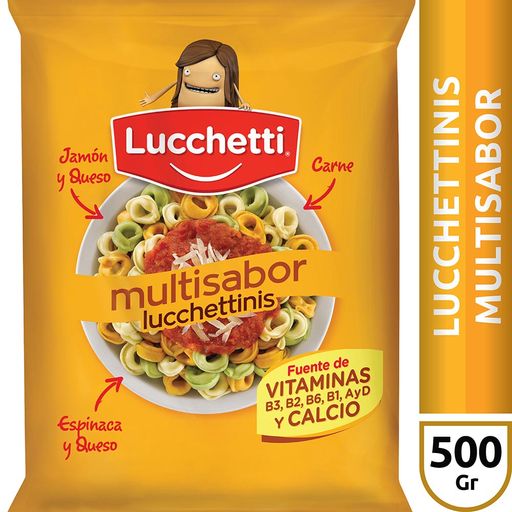 Lucchetti®
Jamón
y Queso
Carne
multisabor
lucchettinis
Espinaca
y Queso
Fuente de
VITAMINAS
B3, B2, B6, B1, A y D
Y CALCIO
LUCCHETTINIS
MULTISABOR
500
Gr